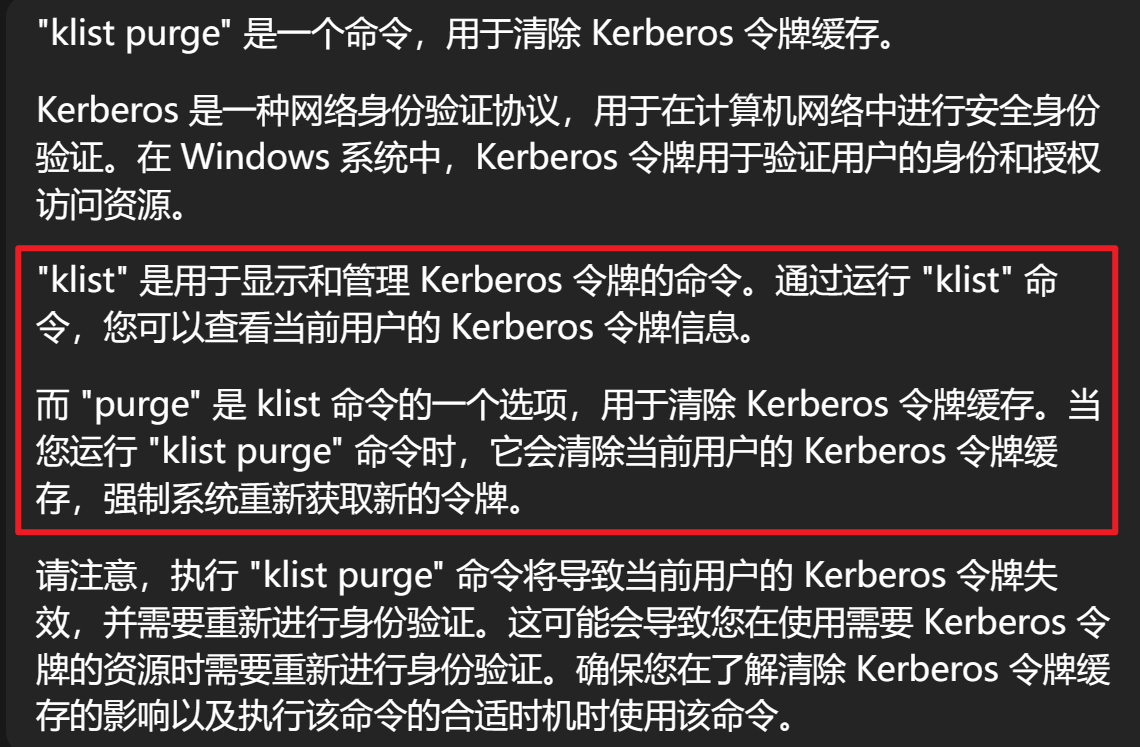 "klist purge" 是一个命令，用于清除 Kerberos 令牌缓存。
Kerberos 是一种网络身份验证协议，用于在计算机网络中进行安全身份
验证。在 Windows 系统中，Kerberos 令牌用于验证用户的身份和授权
访问资源。
"klist" 是用于显示和管理 Kerberos 令牌的命令。通过运行 "klist" 命
令，您可以查看当前用户的 Kerberos 令牌信息。
而 "purge" 是 klist 命令的一个选项，用于清除 Kerberos 令牌缓存。当
您运行 "klist purge" 命令时，它会清除当前用户的 Kerberos 令牌缓
存，强制系统重新获取新的令牌。
请注意，执行 "klist purge" 命令将导致当前用户的 Kerberos 令牌失
效，并需要重新进行身份验证。这可能会导致您在使用需要 Kerberos 令
牌的资源时需要重新进行身份验证。确保您在了解清除 Kerberos 令牌缓
存的影响以及执行该命令的合适时机时使用该命令。